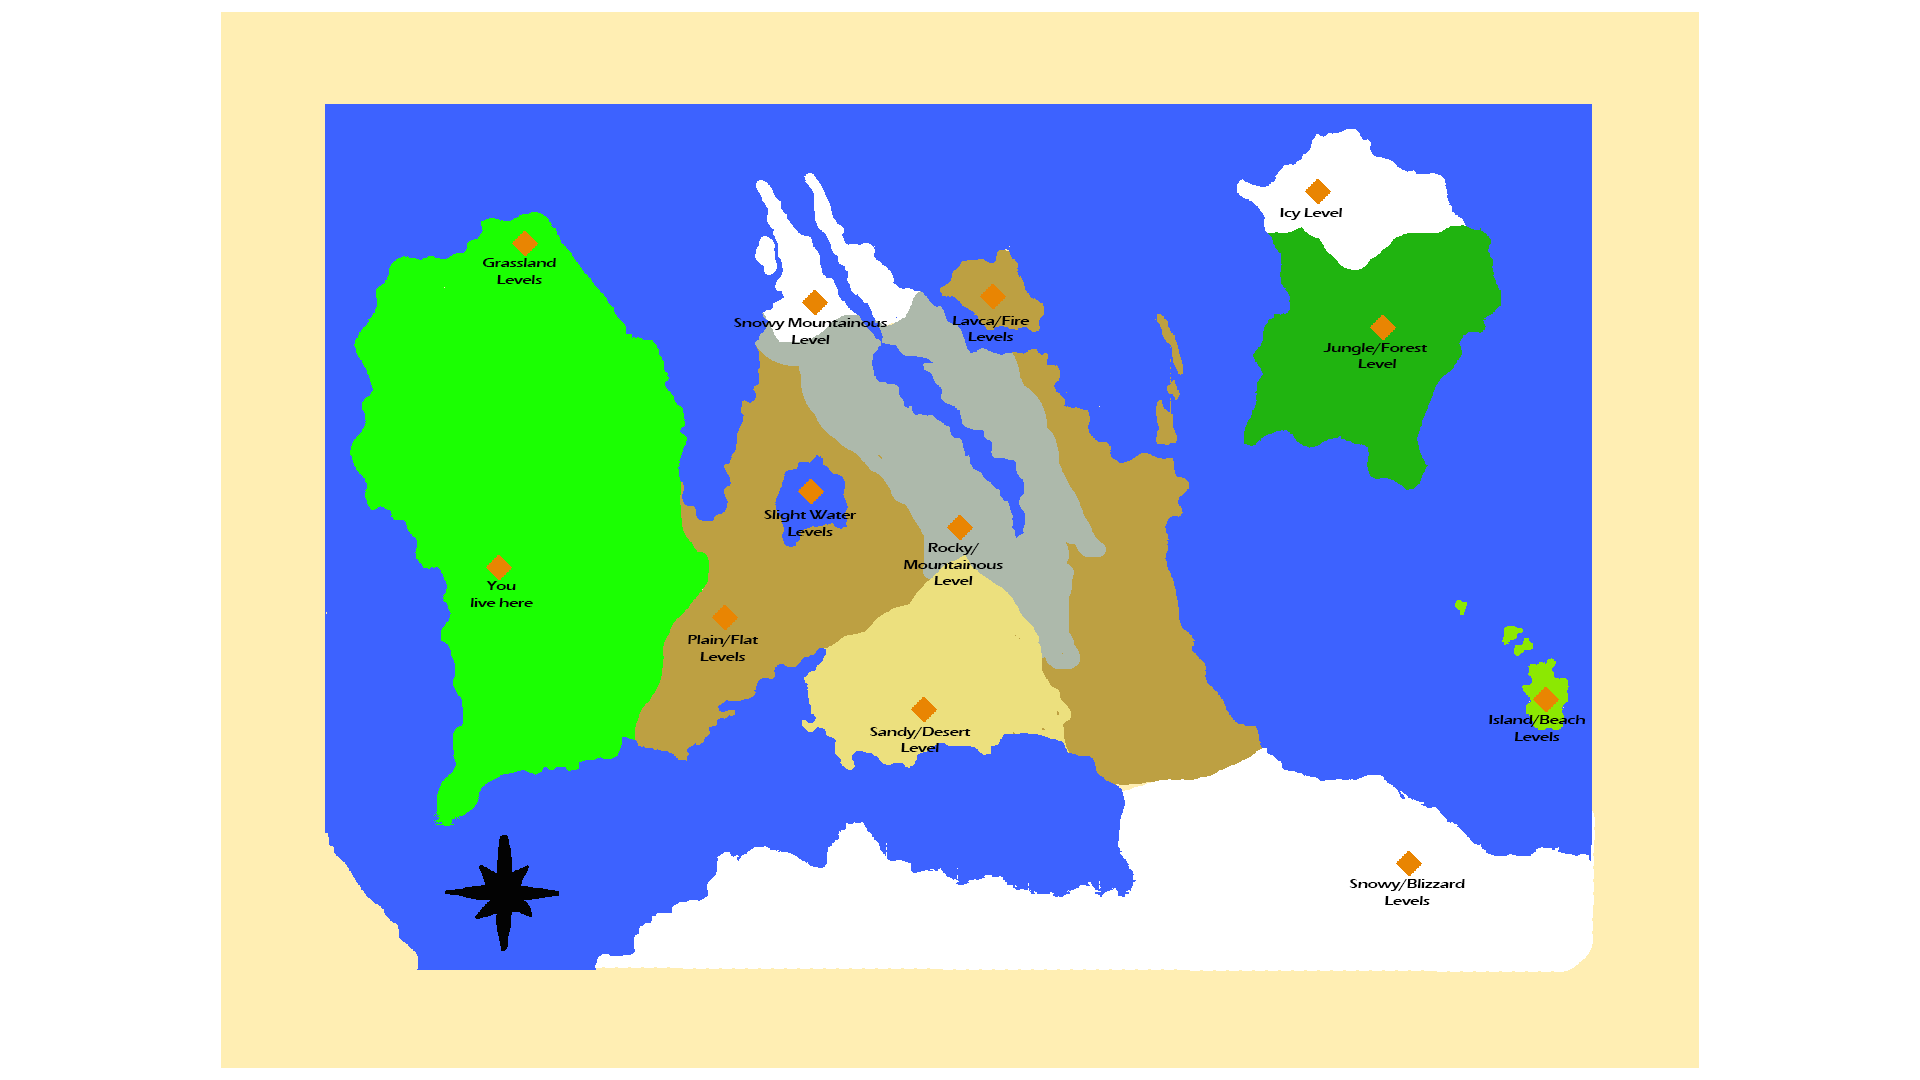 Icy Level
Grassland
Levels
Snowy Mountainous
Level
Lavca/Fire
Levels
Jungle/Forest
Level
Slight Water
Levels
Rocky/
Mountainous
Level
You
live here
Plain/Flat
Levels
Sandy/Desert
Level
Island/Beach
Levels
Snowy/Blizzard
Levels